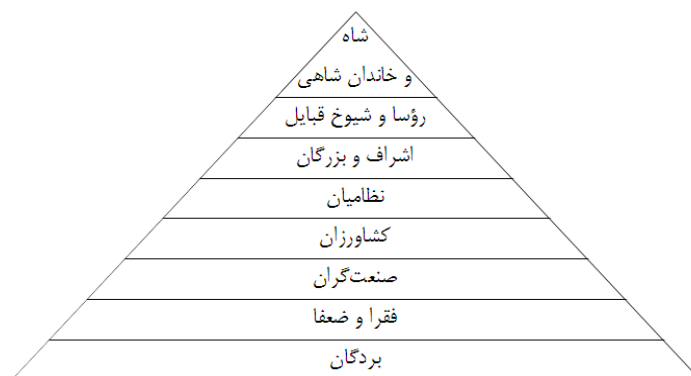 شاه
و خاندان شاهی
رؤسا و شیوخ قبایل
اشراف و بزرگان
نظامیان
کشاورزان
صنعت‌گران
فقرا و ضعفا
بردگان